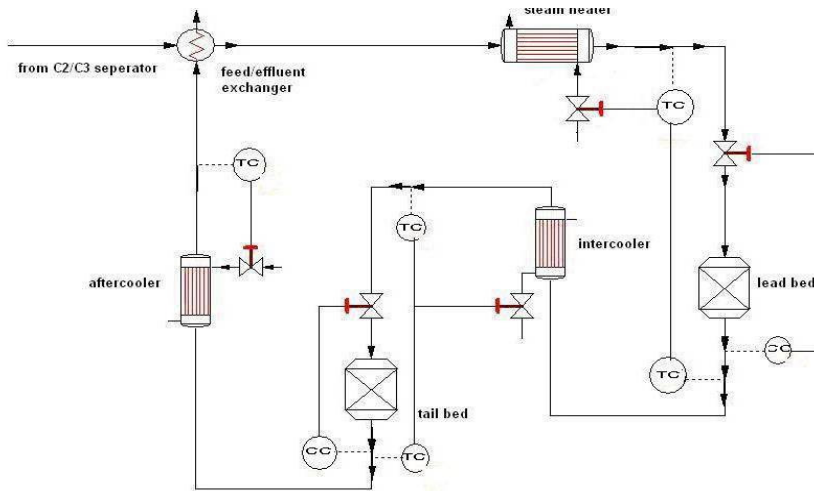 steam heater
from C2/C3 seperator
feed/effluent
exchanger
TC
TC
TC
intercooler
aftercooler
lead bed
CC
TC
tail bed
CC
TC